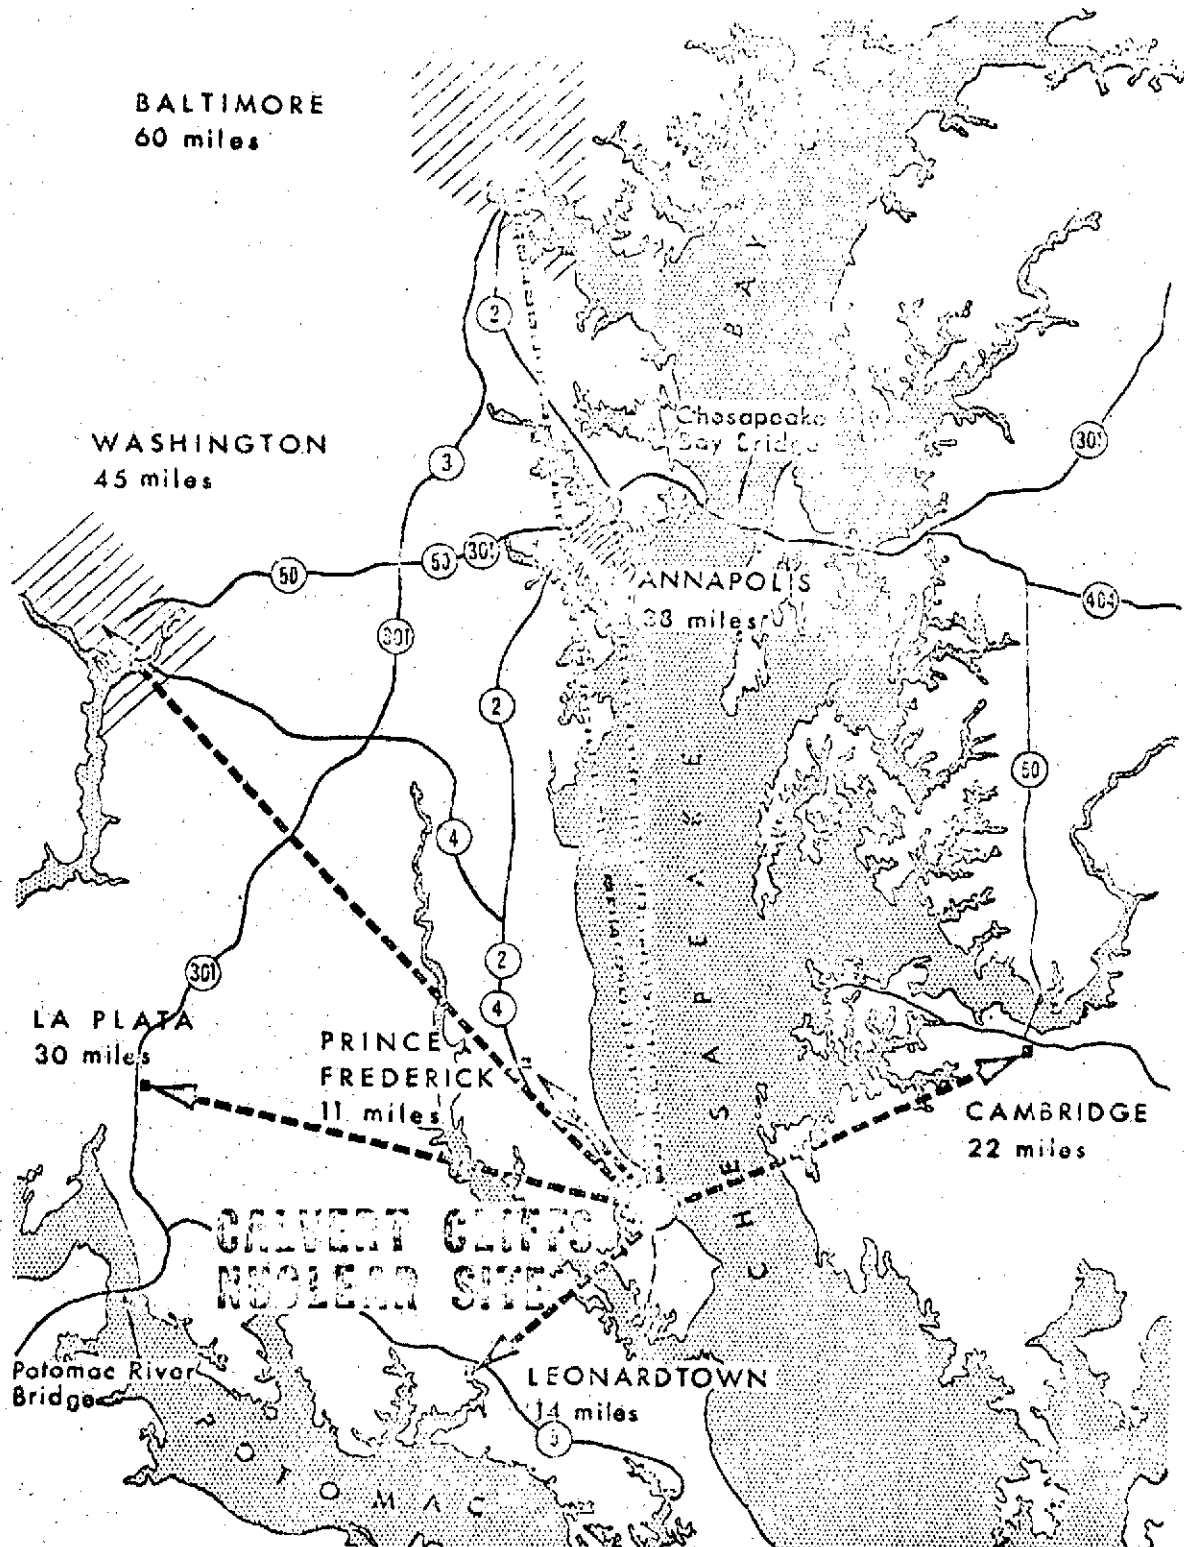 BALTIMORE
60 miles
2
BAY
WASHINGTON
45 miles
3
Chesapeake
Bay Bridge
301
50
50
301
ANNAPOLIS
38 miles
404
301
2
50
4
2
301
4
LA PLATA
30 miles
PRINCE
FREDERICK
11 miles
CAMBRIDGE
22 miles
CHESAPEAKE
CALVERT CLIFFS
NUCLEAR SITE
Potomac River
Bridge
LEONARDTOWN
14 miles
POTOMAC